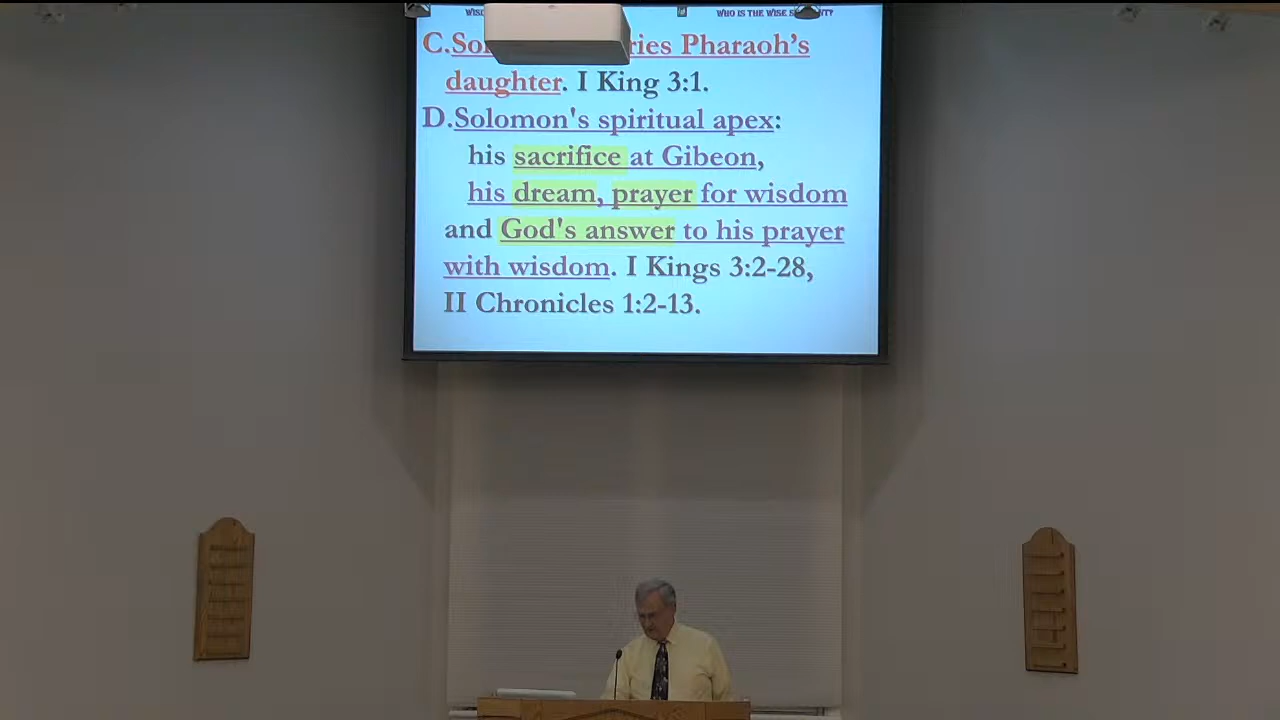 WHO IS THE WISE
C.Sol ries Pharaoh's
daughter. I King 3:1.
D.Solomon's spiritual apex:
his sacrifice at Gibeon,
his dream, prayer for wisdom
and God's answer to his prayer
with wisdom. I Kings 3:2-28,
II Chronicles 1:2-13.